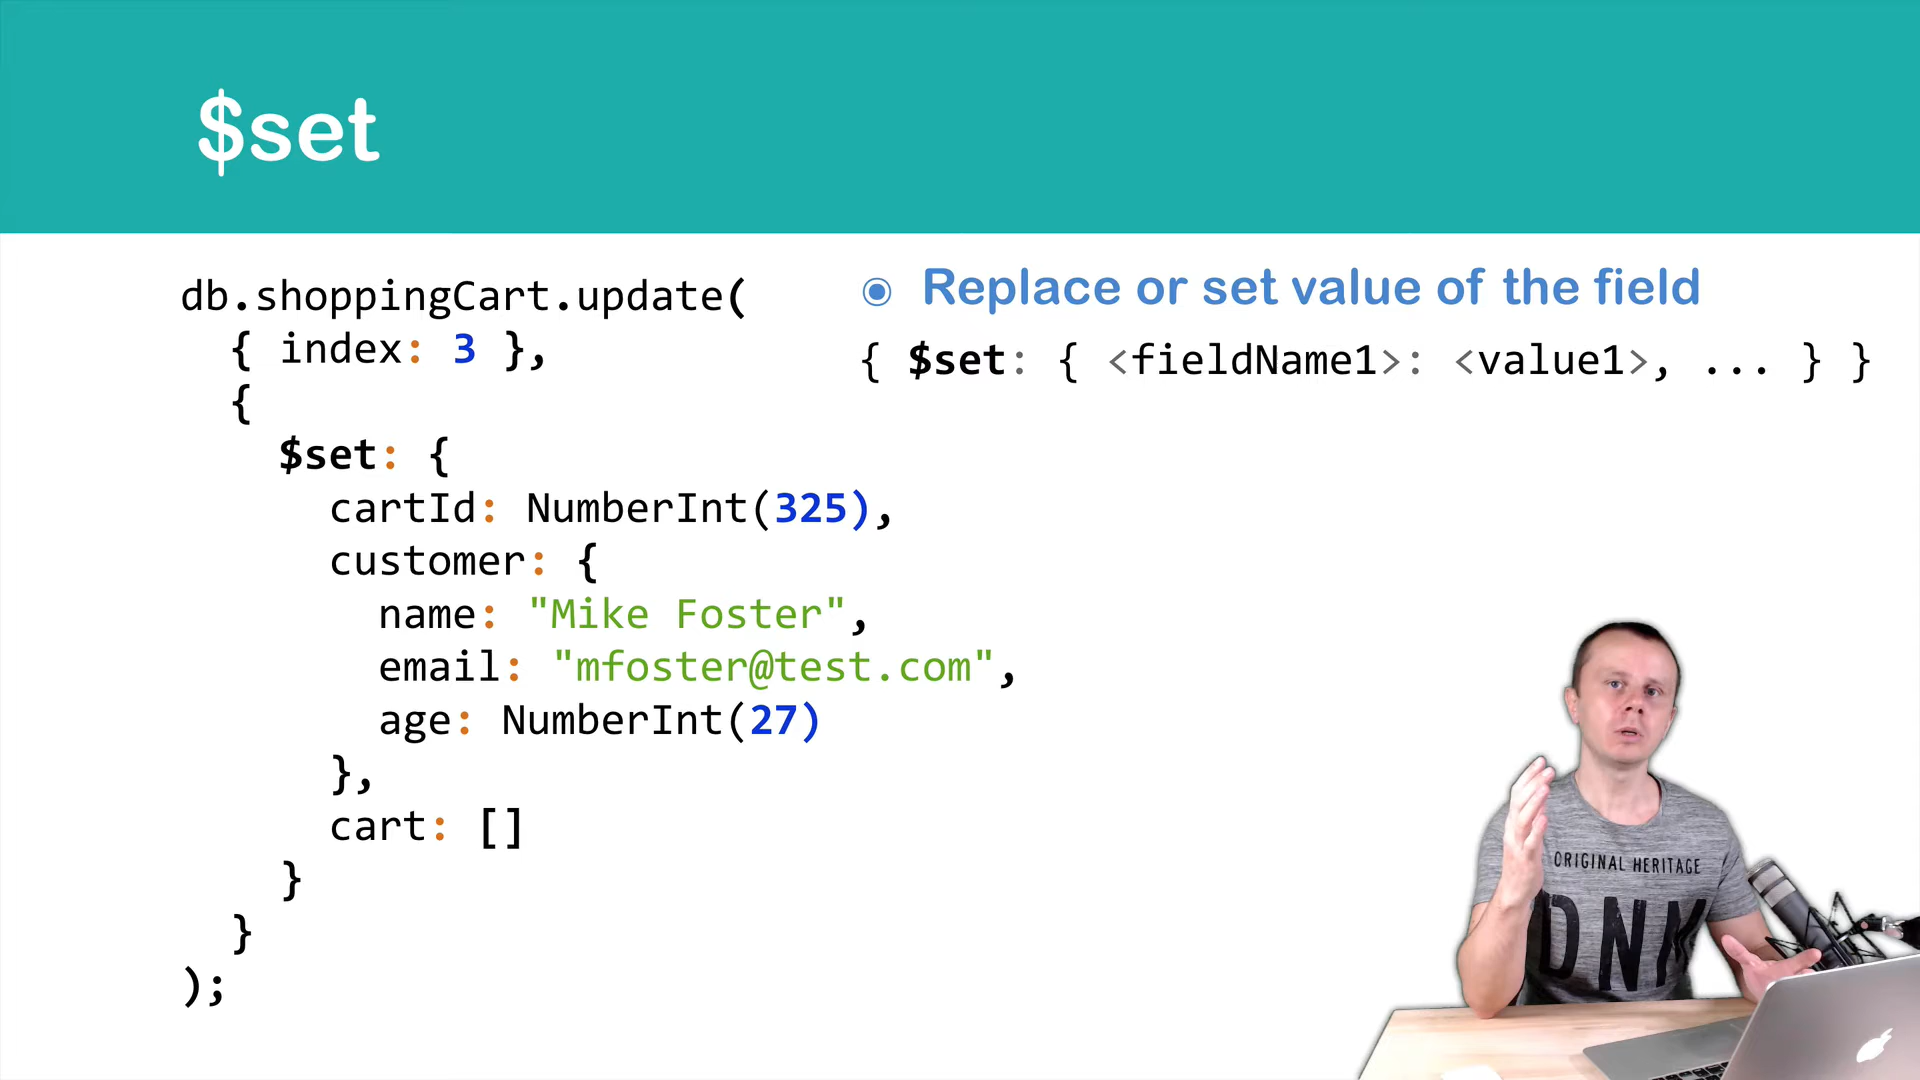 $set
db.shoppingCart.update(
{ index: 3 },
{
$set: {
cartId: NumberInt(325),
customer: {
name: "Mike Foster",
email: "mfoster@test.com",
age: NumberInt(27)
},
cart: []
}
}
);
Replace or set value of the field
{ $set: { <fieldName1>: <value1>, ... } }
ORIGINAL HERITAGE
DNM